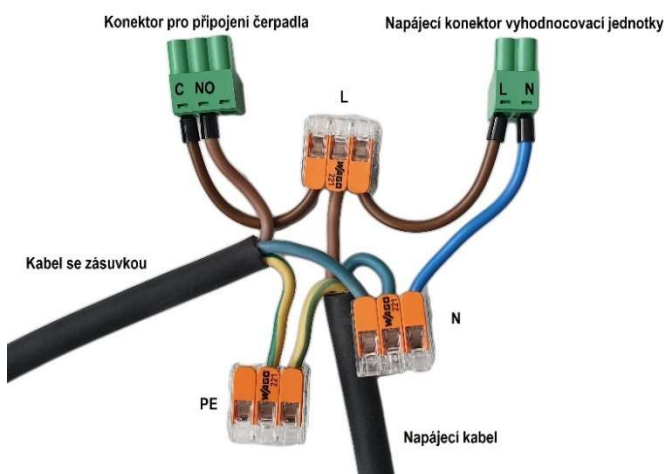 Konektor pro připojení čerpadla
Napájecí konektor vyhodnocovací jednotky
C NO
L
L N
WAGO
221
Kabel se zásuvkou
WAGO
221
N
WAGO
221
PE
Napájecí kabel